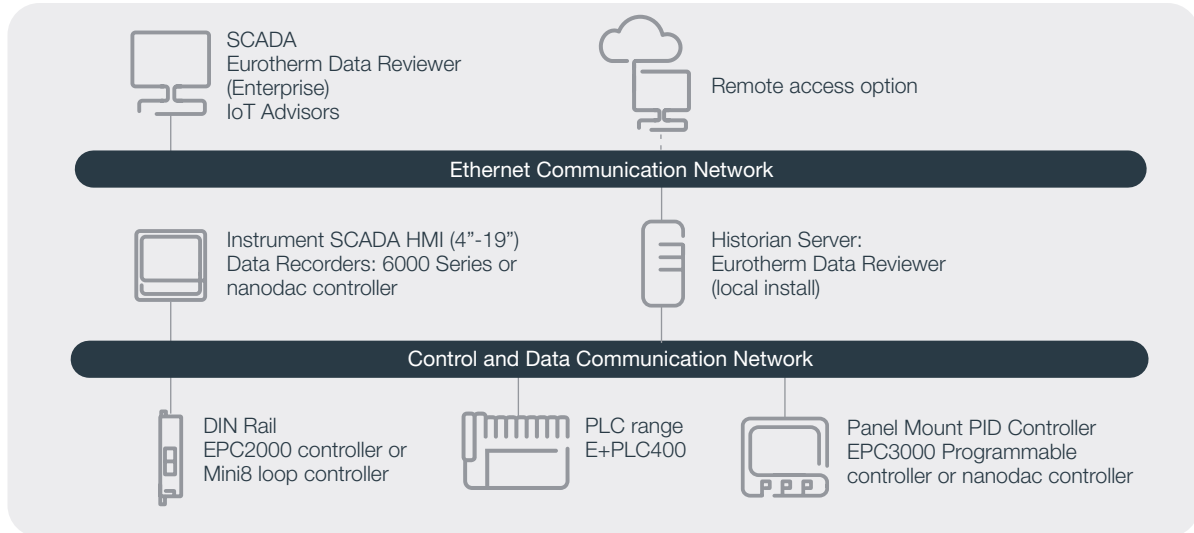 SCADA
Eurotherm Data Reviewer
(Enterprise)
IoT Advisors
Remote access option
Ethernet Communication Network
Instrument SCADA HMI (4”-19”)
Data Recorders: 6000 Series or
nanodac controller
Historian Server:
Eurotherm Data Reviewer
(local install)
Control and Data Communication Network
DIN Rail
EPC2000 controller or
Mini8 loop controller
PLC range
E+PLC400
Panel Mount PID Controller
EPC3000 Programmable
controller or nanodac controller